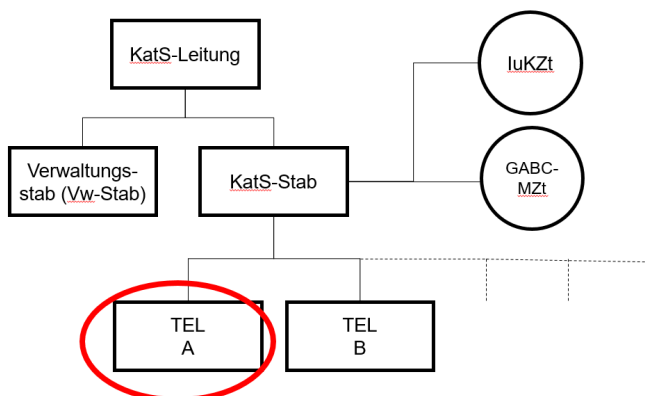 KatS-Leitung
IuKZt
Verwaltungs-
stab (Vw-Stab)
KatS-Stab
GABC-
MZt
TEL
A
TEL
B